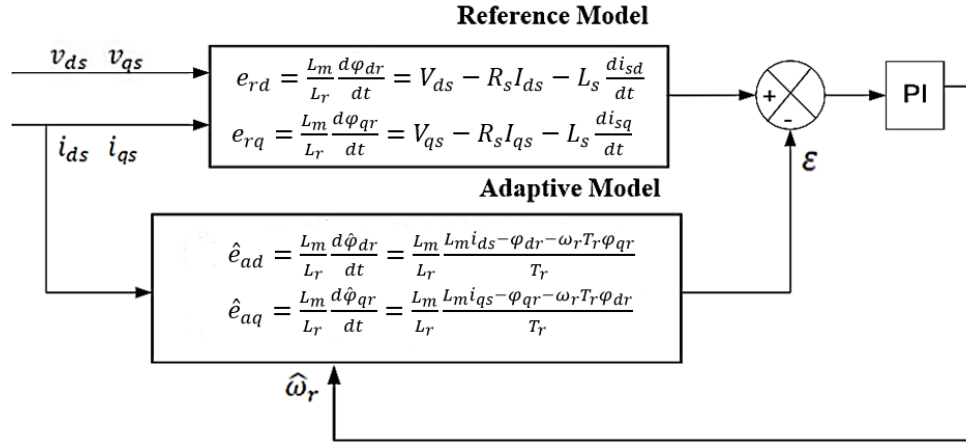 Reference Model
v_ds v_qs
e_rd = L_m/L_r dφ_dr/dt = V_ds − R_s I_ds − L_s di_sd/dt
e_rq = L_m/L_r dφ_qr/dt = V_qs − R_s I_qs − L_s di_sq/dt
i_ds i_qs
+
-
PI
ε
Adaptive Model
ê_ad = L_m/L_r dφ̂_dr/dt = L_m/L_r (L_m i_ds−φ_dr−ω_r T_r φ_qr)/T_r
ê_aq = L_m/L_r dφ̂_qr/dt = L_m/L_r (L_m i_qs−φ_qr−ω_r T_r φ_dr)/T_r
ω̂_r